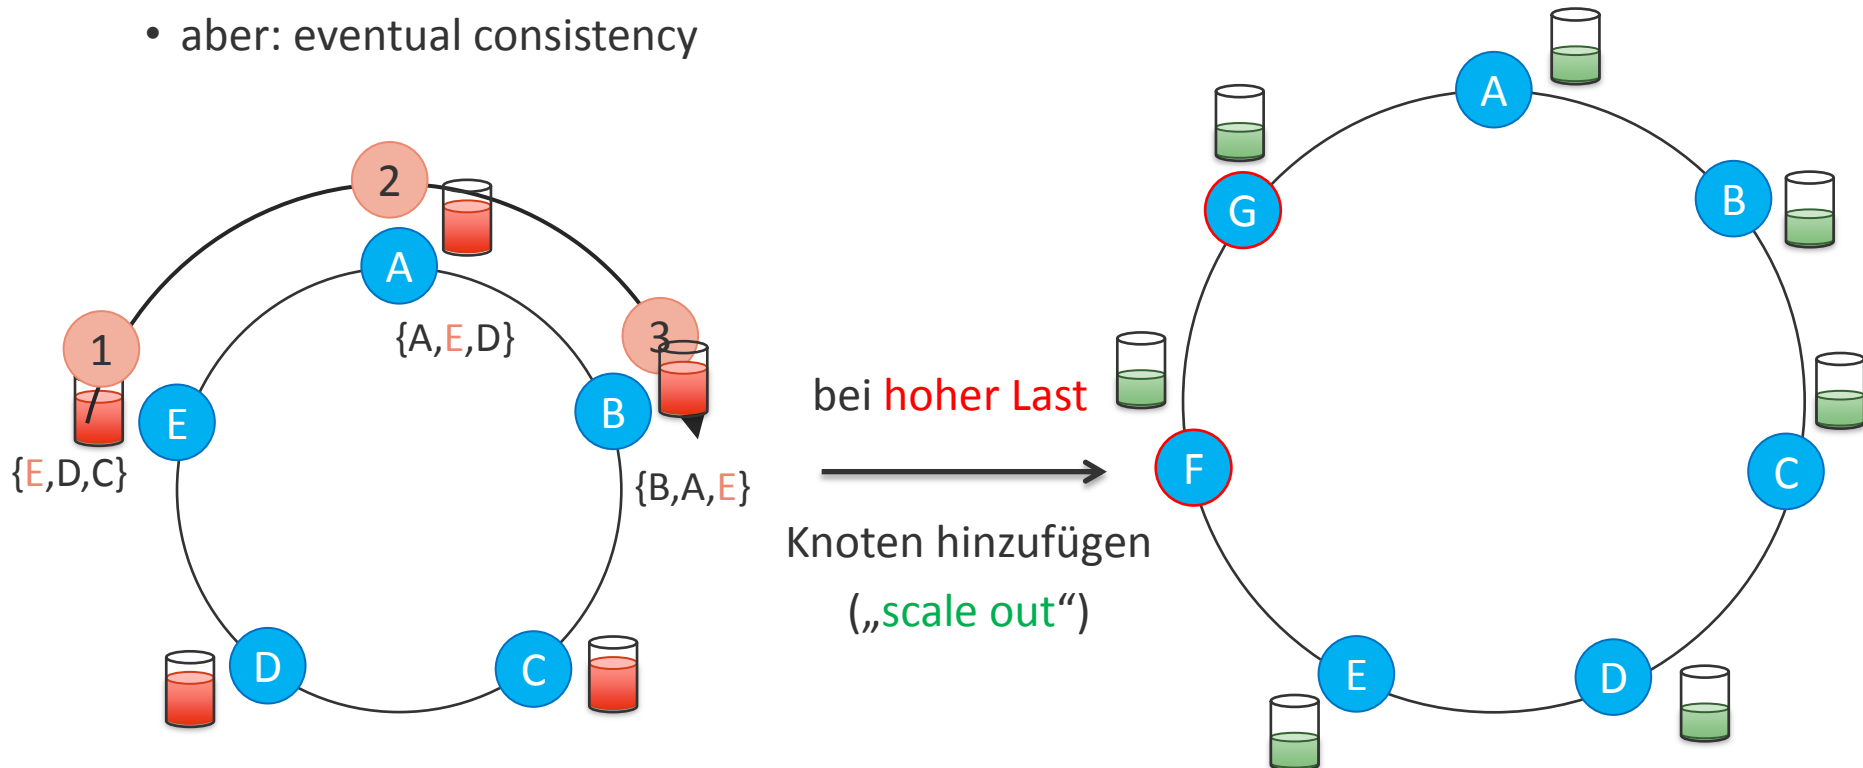 • aber: eventual consistency
2
1
3
A
{A,E,D}
E
{E,D,C}
B
{B,A,E}
D
C
bei hoher Last
Knoten hinzufügen
(„scale out“)
A
G
B
F
C
E
D